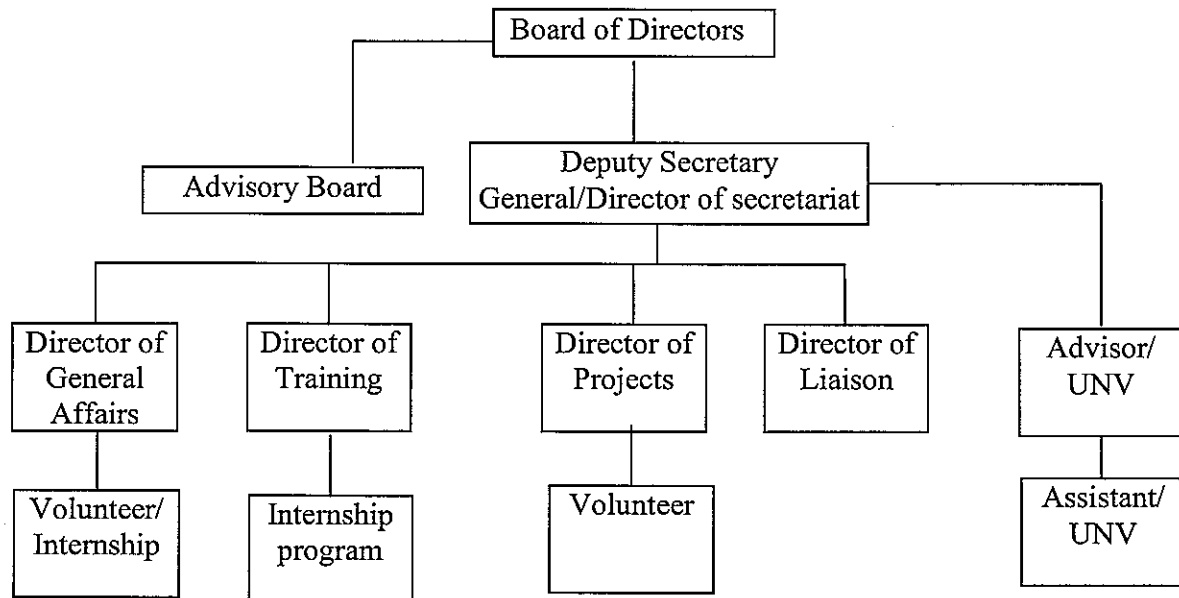 Board of Directors
Advisory Board
Deputy Secretary
General/Director of secretariat
Director of
General
Affairs
Director of
Training
Director of
Projects
Director of
Liaison
Advisor/
UNV
Volunteer/
Internship
Internship
program
Volunteer
Assistant/
UNV